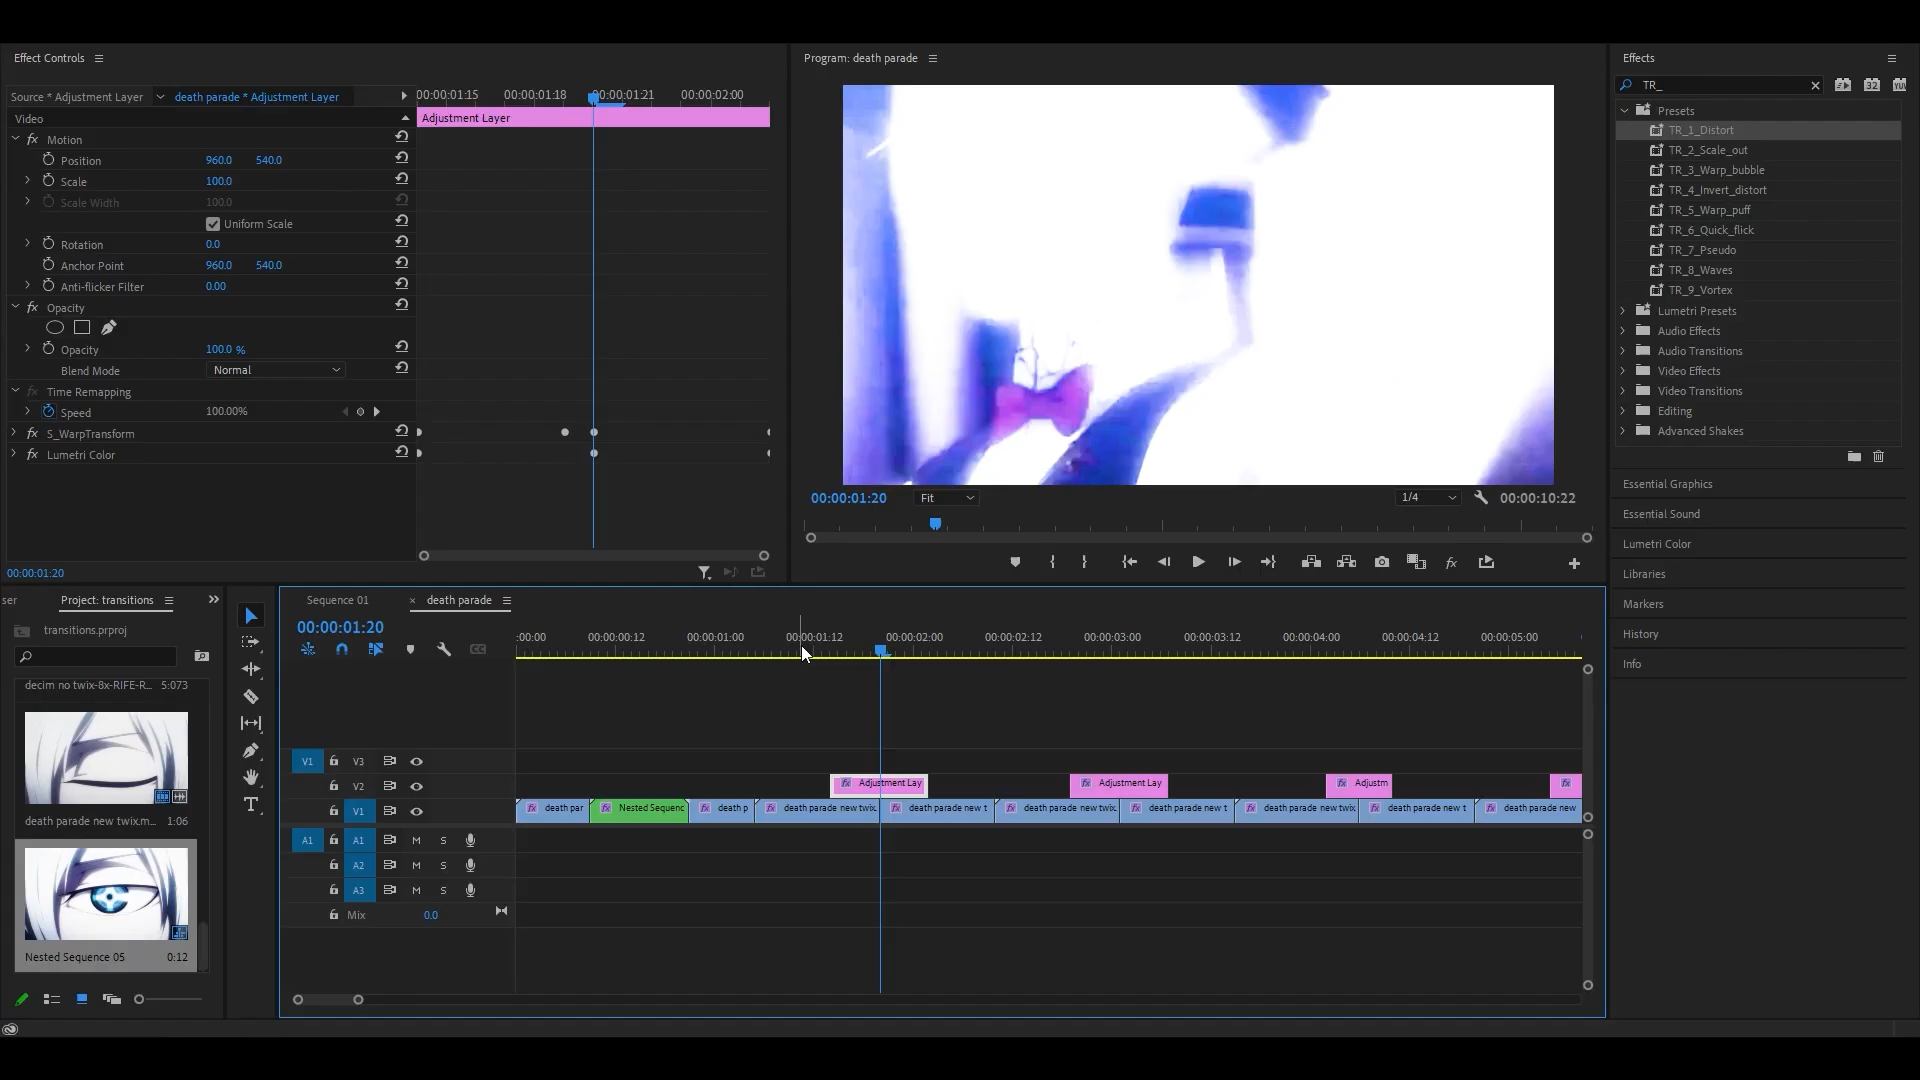 Effect Controls
Source * Adjustment Layer
death parade * Adjustment Layer
00:00:01:15
00:00:01:18
00:00:01:21
00:00:02:00
Video
Adjustment Layer
Motion
Position 960.0 540.0
Scale 100.0
Scale Width 100.0
Uniform Scale
Rotation 0.0
Anchor Point 960.0 540.0
Anti-flicker Filter 0.00
Opacity
Opacity 100.0 %
Blend Mode Normal
Time Remapping
Speed 100.00%
S_WarpTransform
Lumetri Color
00:00:01:20
Program: death parade
00:00:01:20
Fit
1/4
00:00:10:22
Effects
TR_
32
Presets
TR_1_Distort
TR_2_Scale_out
TR_3_Warp_bubble
TR_4_Invert_distort
TR_5_Warp_puff
TR_6_Quick_flick
TR_7_Pseudo
TR_8_Waves
TR_9_Vortex
Lumetri Presets
Audio Effects
Audio Transitions
Video Effects
Video Transitions
Editing
Advanced Shakes
Essential Graphics
Essential Sound
Lumetri Color
Libraries
Markers
History
Info
ser
Project: transitions
transitions.prproj
decim no twix-8x-RIFE-R... 5:073
death parade new twix.m... 1:06
Nested Sequence 05 0:12
Sequence 01
death parade
00:00:01:20
:00:00
00:00:00:12
00:00:01:00
00:00:01:12
00:00:02:00
00:00:02:12
00:00:03:00
00:00:03:12
00:00:04:00
00:00:04:12
00:00:05:00
V1 V3
V2
Adjustment Lay
Adjustment Lay
Adjustm
V1
death par
Nested Sequenc
death p
death parade new twix.
death parade new t
death parade new twix.
death parade new t
death parade new twix
death parade new t
death parade new
A1 A1 M S
A2 M S
A3 M S
Mix 0.0